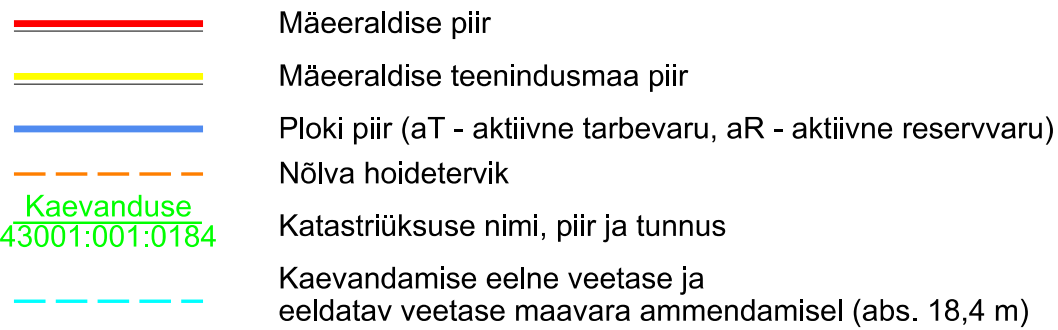 Mäeeraldise piir
Mäeeraldise teenindusmaa piir
Ploki piir (aT - aktiivne tarbevaru, aR - aktiivne reservvaru)
Nõlva hoidetervik
Kaevanduse
43001:001:0184
Katastriüksuse nimi, piir ja tunnus
Kaevandamise eelne veetase ja
eeldatav veetase maavara ammendamisel (abs. 18,4 m)